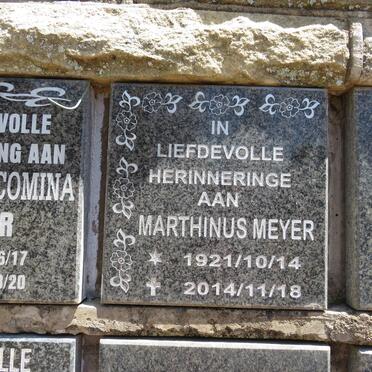 VOLLE
NG AAN
COMINA
R
6/17
/20
IN
LIEFDEVOLLE
HERINNERINGE
AAN
MARTHINUS MEYER
* 1921/10/14
✝ 2014/11/18
LLE